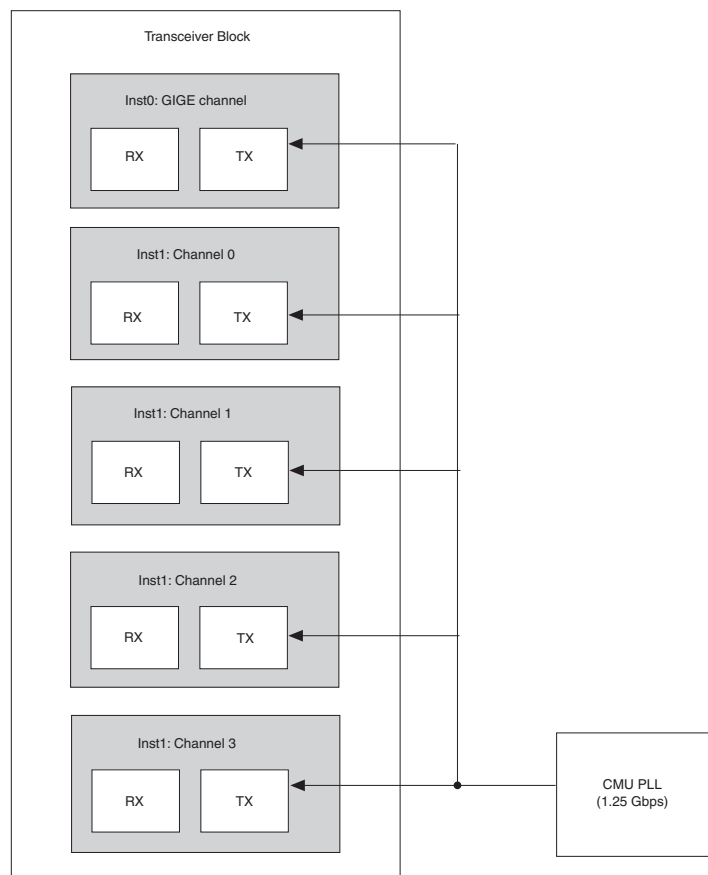 Transceiver Block
Inst0: GIGE channel
RX
TX
Inst1: Channel 0
RX
TX
Inst1: Channel 1
RX
TX
Inst1: Channel 2
RX
TX
Inst1: Channel 3
RX
TX
CMU PLL
(1.25 Gbps)